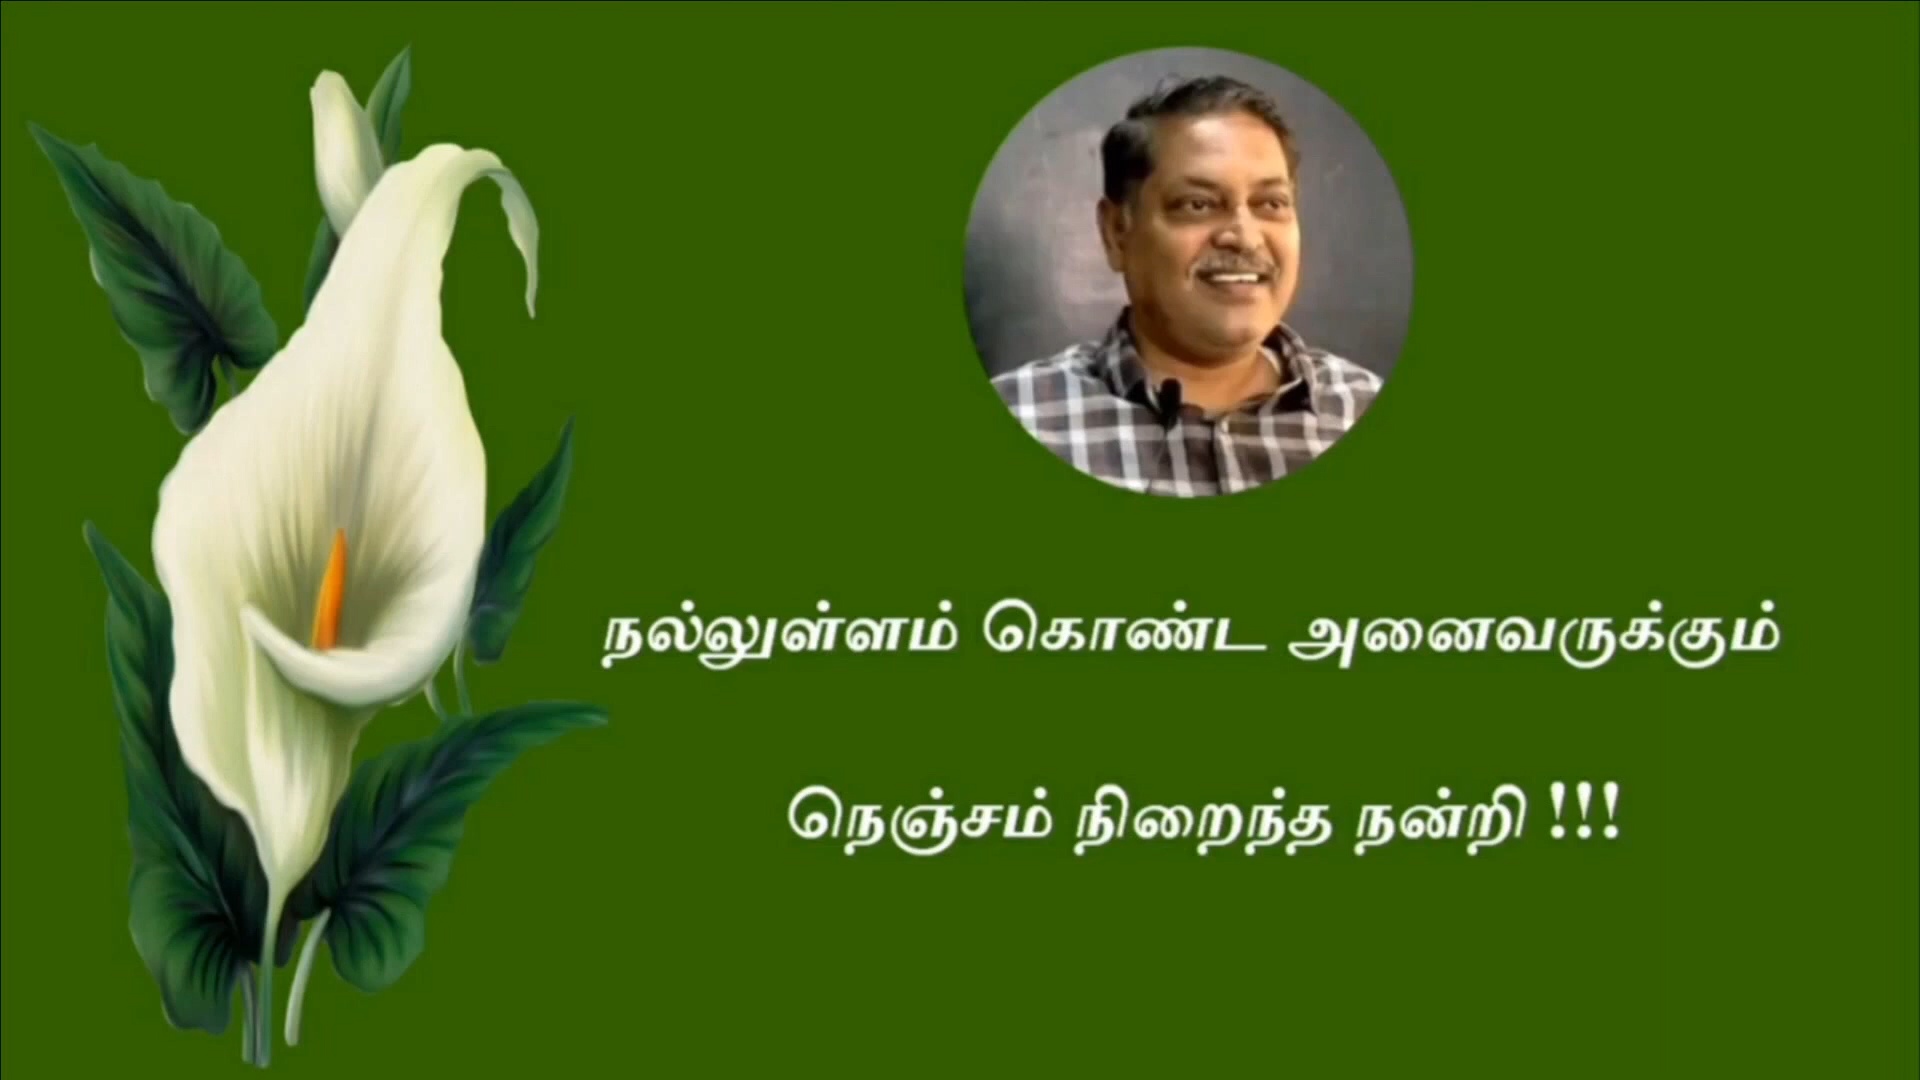 நல்லுள்ளம் கொண்ட அனைவருக்கும்
நெஞ்சம் நிறைந்த நன்றி !!!